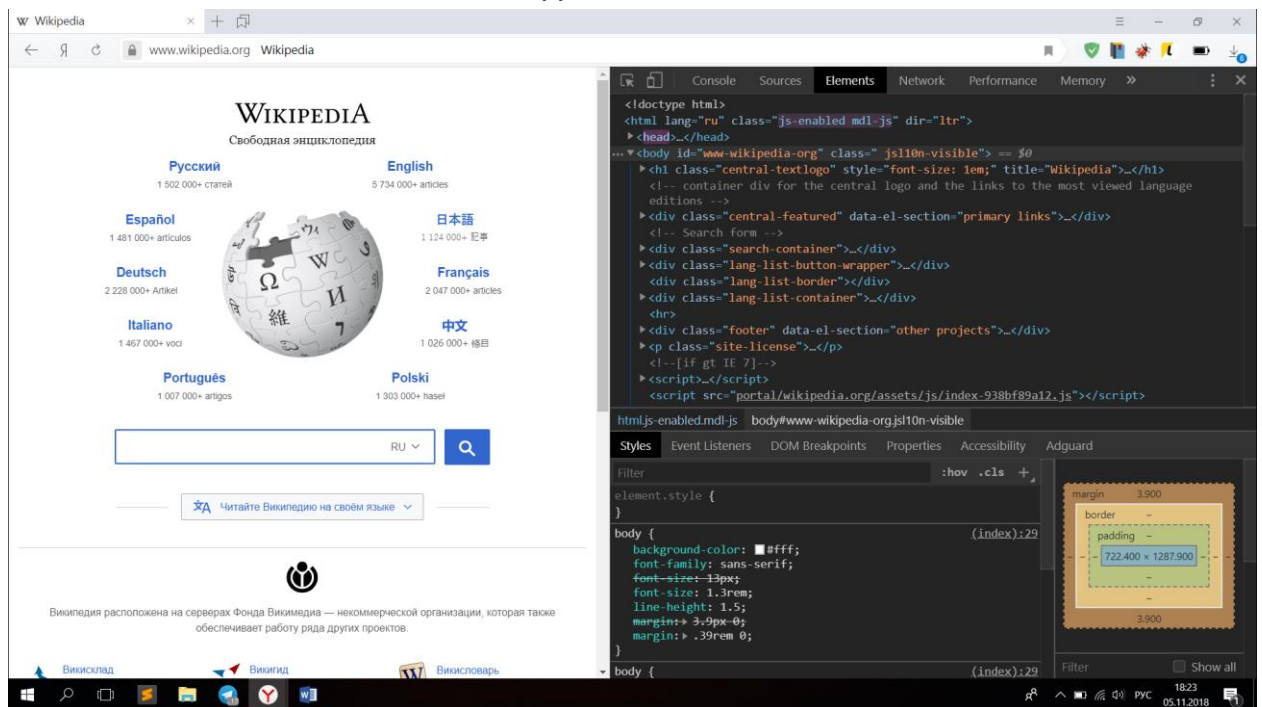 Wikipedia
www.wikipedia.org Wikipedia
WIKIPEDIA
Свободная энциклопедия
Русский
1 502 000+ статей
English
5 734 000+ articles
Español
1 481 000+ artículos
日本語
1 124 000+ 記事
Deutsch
2 228 000+ Artikel
Français
2 047 000+ articles
Italiano
1 467 000+ voci
中文
1 026 000+ 條目
Português
1 007 000+ artigos
Polski
1 303 000+ haseł
RU
Читайте Википедию на своём языке
Википедия расположена на серверах Фонда Викимедиа — некоммерческой организации, которая также
обеспечивает работу ряда других проектов.
Викисклад
Викигид
Викисловарь
Console Sources Elements Network Performance Memory »
<!doctype html>
<html lang="ru" class="js-enabled mdl-js" dir="ltr">
<head>…</head>
<body id="www-wikipedia-org" class=" jsl10n-visible"> == $0
<h1 class="central-textlogo" style="font-size: 1em;" title="Wikipedia">…</h1>
<!-- container div for the central logo and the links to the most viewed language
editions -->
<div class="central-featured" data-el-section="primary links">…</div>
<!-- Search form -->
<div class="search-container">…</div>
<div class="lang-list-button-wrapper">…</div>
<div class="lang-list-border"></div>
<div class="lang-list-container">…</div>
<hr>
<div class="footer" data-el-section="other projects">…</div>
<p class="site-license">…</p>
<!--[if gt IE 7]-->
<script>…</script>
<script src="portal/wikipedia.org/assets/js/index-938bf89a12.js"></script>
html.js-enabled.mdl-js body#www-wikipedia-org.jsl10n-visible
Styles Event Listeners DOM Breakpoints Properties Accessibility Adguard
Filter :hov .cls +
element.style {
}
body { (index):29
background-color: #fff;
font-family: sans-serif;
font-size: 13px;
font-size: 1.3rem;
line-height: 1.5;
margin: 3.9px 0;
margin: .39rem 0;
}
body { (index):29
margin 3.900
border –
padding –
722.400 × 1287.900
–
–
3.900
Filter Show all
РУС 18:23
05.11.2018